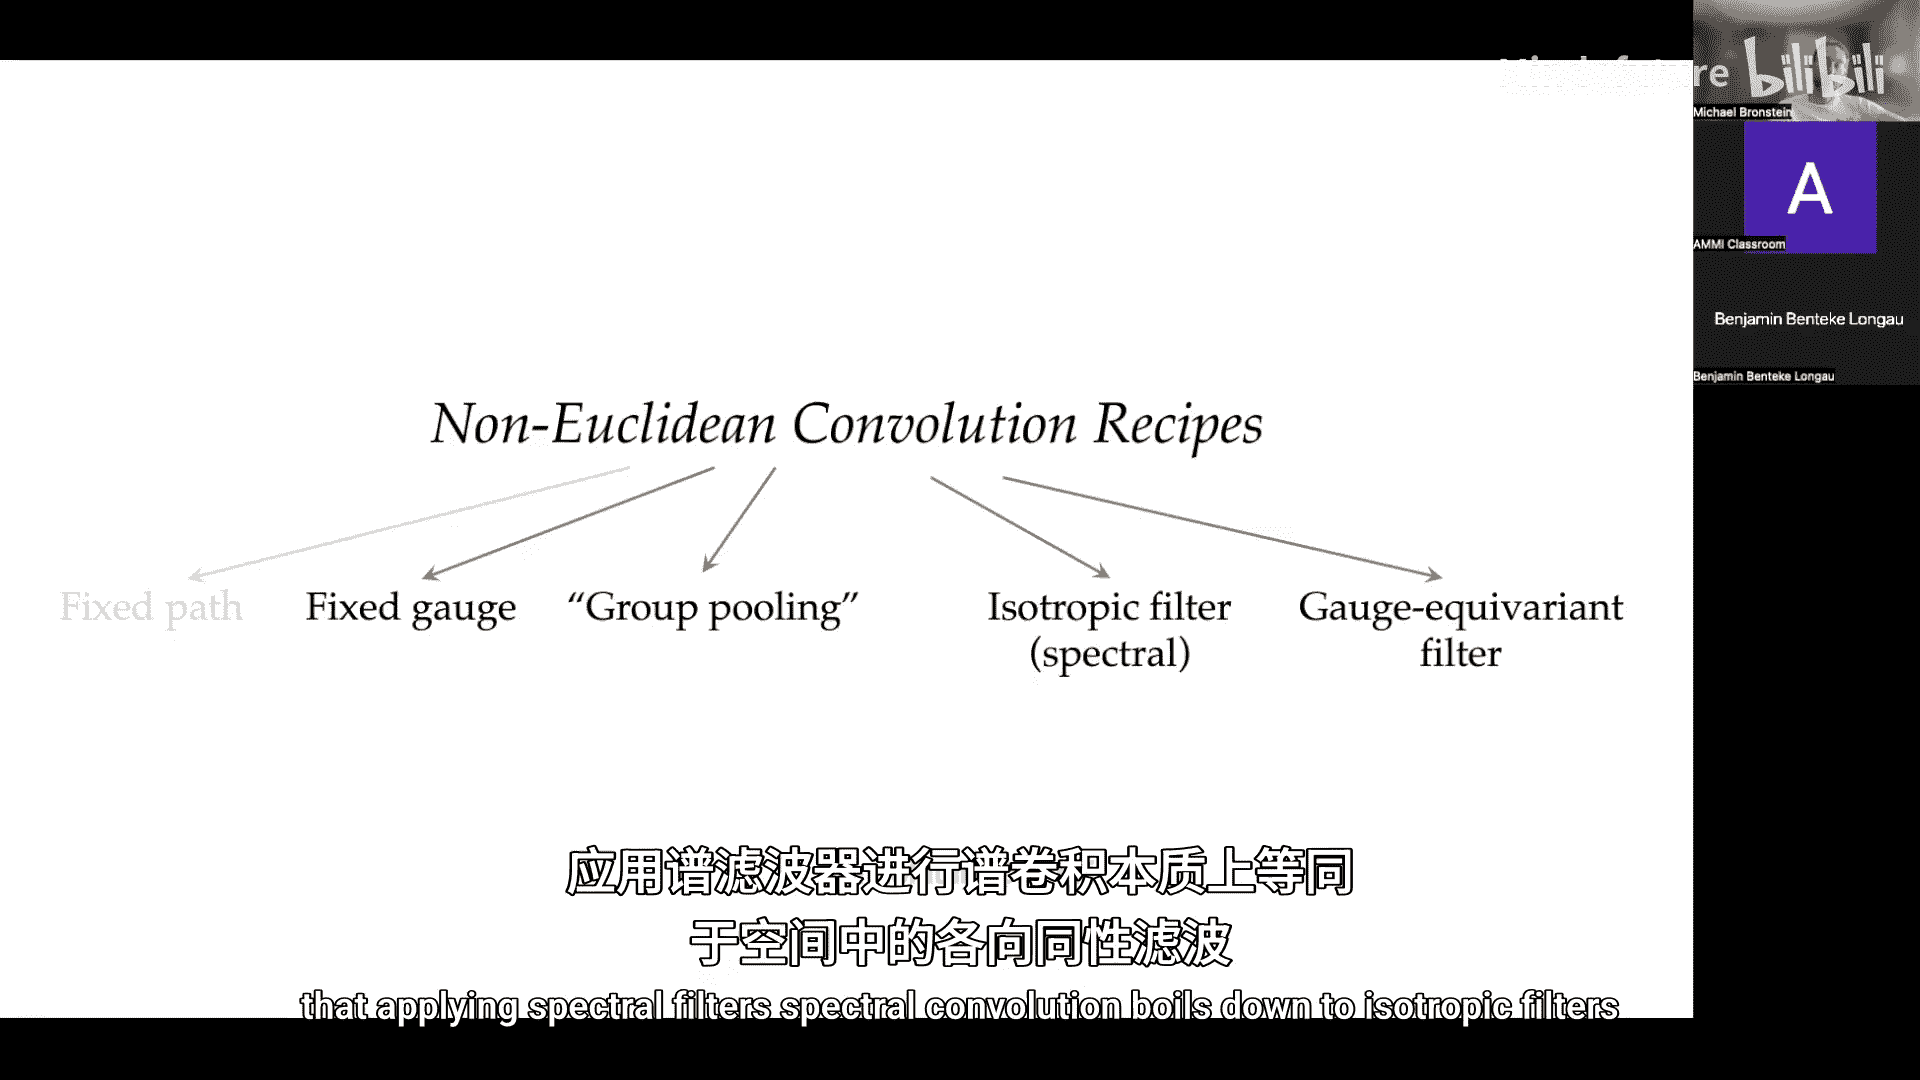 bilibili
Michael Bronstein
A
AMMI Classroom
Benjamin Benteke Longau
Benjamin Benteke Longau
Non-Euclidean Convolution Recipes
Fixed path
Fixed gauge
“Group pooling”
Isotropic filter
(spectral)
Gauge-equivariant
filter
应用谱滤波器进行谱卷积本质上等同
于空间中的各向同性滤波
that applying spectral filters spectral convolution boils down to isotropic filters